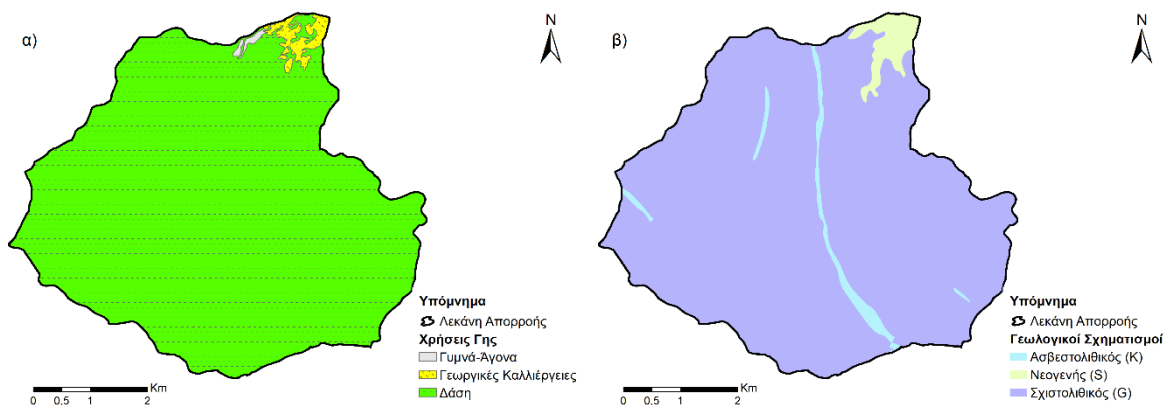 α)
N
Υπόμνημα
Λεκάνη Απορροής
Χρήσεις Γης
Γυμνά-Άγονα
Γεωργικές Καλλιέργειες
Δάση
Km
0 0.5 1 2
β)
N
Υπόμνημα
Λεκάνη Απορροής
Γεωλογικοί Σχηματισμοί
Ασβεστολιθικός (K)
Νεογενής (S)
Σχιστολιθικός (G)
Km
0 0.5 1 2